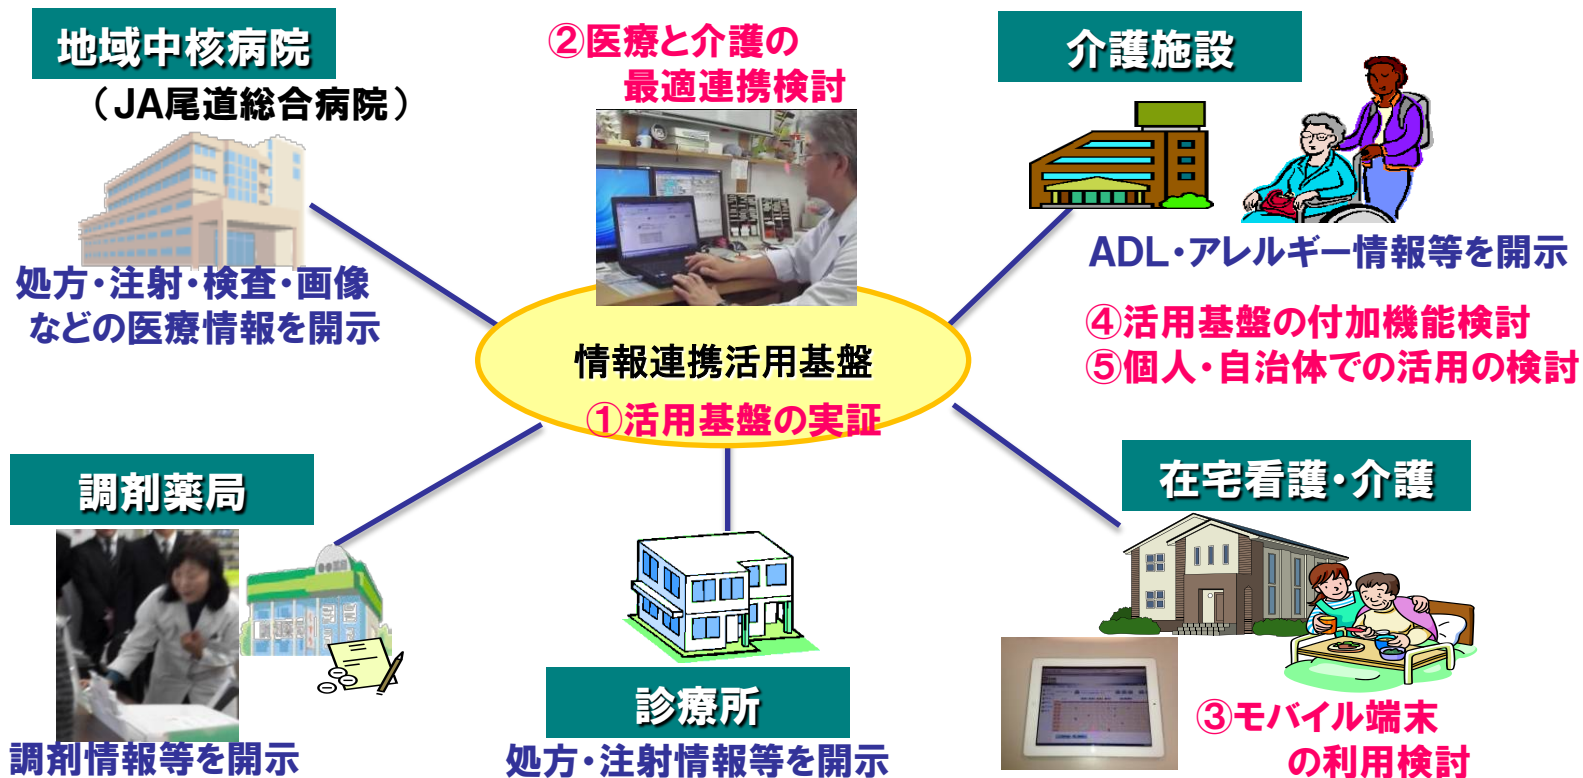 地域中核病院
（JA尾道総合病院）
処方・注射・検査・画像
などの医療情報を開示
②医療と介護の
最適連携検討
介護施設
ADL・アレルギー情報等を開示
④活用基盤の付加機能検討
⑤個人・自治体での活用の検討
情報連携活用基盤
①活用基盤の実証
調剤薬局
調剤情報等を開示
診療所
処方・注射情報等を開示
在宅看護・介護
③モバイル端末
の利用検討